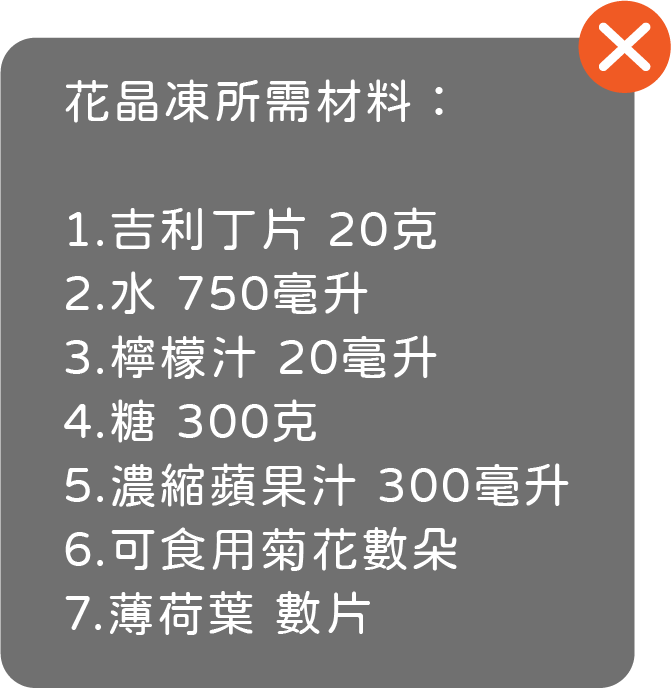 花晶凍所需材料：
1.吉利丁片 20克
2.水 750毫升
3.檸檬汁 20毫升
4.糖 300克
5.濃縮蘋果汁 300毫升
6.可食用菊花數朵
7.薄荷葉 數片